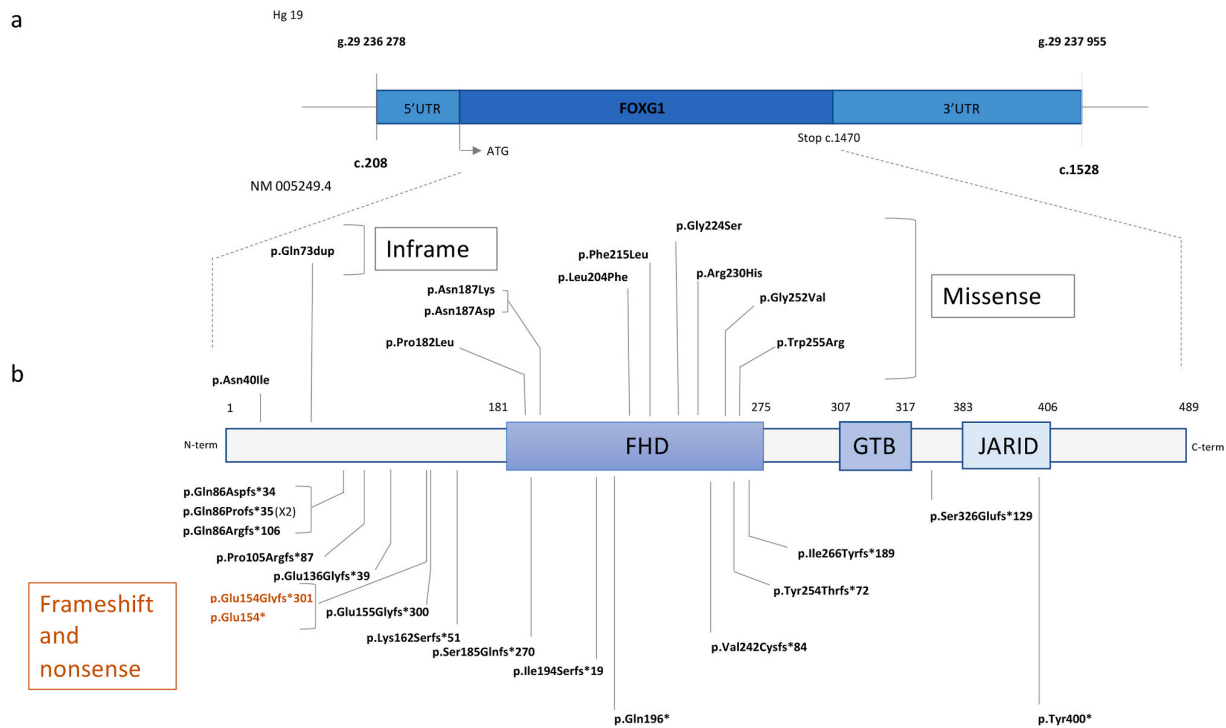 a
Hg 19
g.29 236 278
g.29 237 955
5'UTR
FOXG1
3'UTR
Stop c.1470
ATG
c.208
c.1528
NM 005249.4
p.Gln73dup
Inframe
p.Gly224Ser
p.Phe215Leu
p.Leu204Phe
p.Arg230His
p.Asn187Lys
p.Asn187Asp
p.Gly252Val
Missense
p.Pro182Leu
p.Trp255Arg
b
p.Asn40Ile
1
181
275
307
317
383
406
489
N-term
FHD
GTB
JARID
C-term
p.Gln86Aspfs*34
p.Gln86Profs*35(X2)
p.Gln86Argfs*106
p.Ser326Glufs*129
p.Pro105Argfs*87
p.Ile266Tyrfs*189
p.Glu136Glyfs*39
p.Glu154Glyfs*301
p.Glu154*
p.Tyr254Thrfs*72
p.Glu155Glyfs*300
Frameshift
and
nonsense
p.Lys162Serfs*51
p.Ser185Glnfs*270
p.Val242Cysfs*84
p.Ile194Serfs*19
p.Gln196*
p.Tyr400*